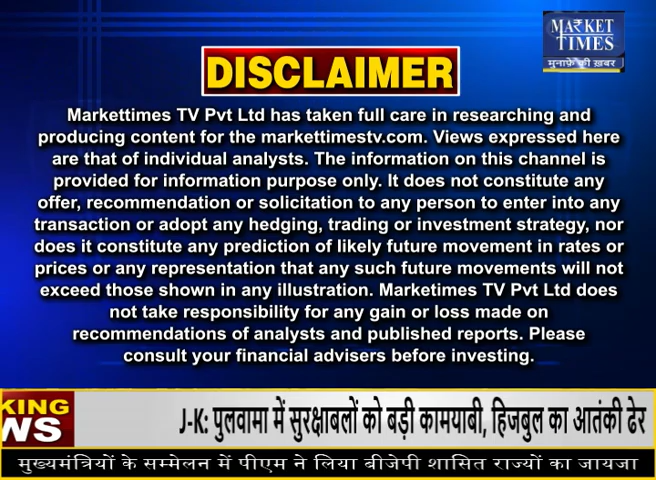 MARKET
TIMES
मुनाफ़े की ख़बर
DISCLAIMER
Markettimes TV Pvt Ltd has taken full care in researching and
producing content for the markettimestv.com. Views expressed here
are that of individual analysts. The information on this channel is
provided for information purpose only. It does not constitute any
offer, recommendation or solicitation to any person to enter into any
transaction or adopt any hedging, trading or investment strategy, nor
does it constitute any prediction of likely future movement in rates or
prices or any representation that any such future movements will not
exceed those shown in any illustration. Marketimes TV Pvt Ltd does
not take responsibility for any gain or loss made on
recommendations of analysts and published reports. Please
consult your financial advisers before investing.
KING
WS
J-K: पुलवामा में सुरक्षाबलों को बड़ी कामयाबी, हिजबुल का आतंकी ढेर
मुख्यमंत्रियों के सम्मेलन में पीएम ने लिया बीजेपी शासित राज्यों का जायजा